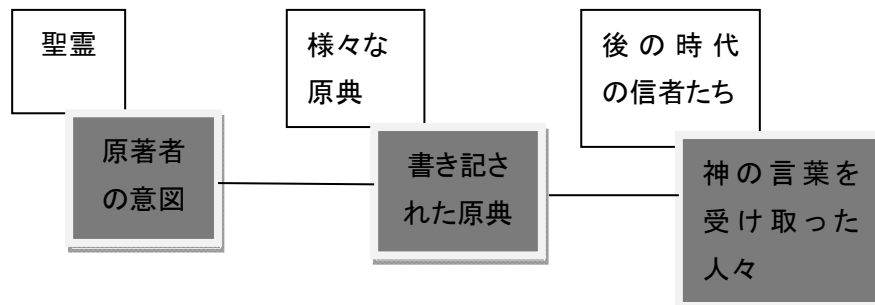 聖霊
様々な
原典
後の時代
の信者たち
原著者
の意図
書き記さ
れた原典
神の言葉を
受け取った
人々